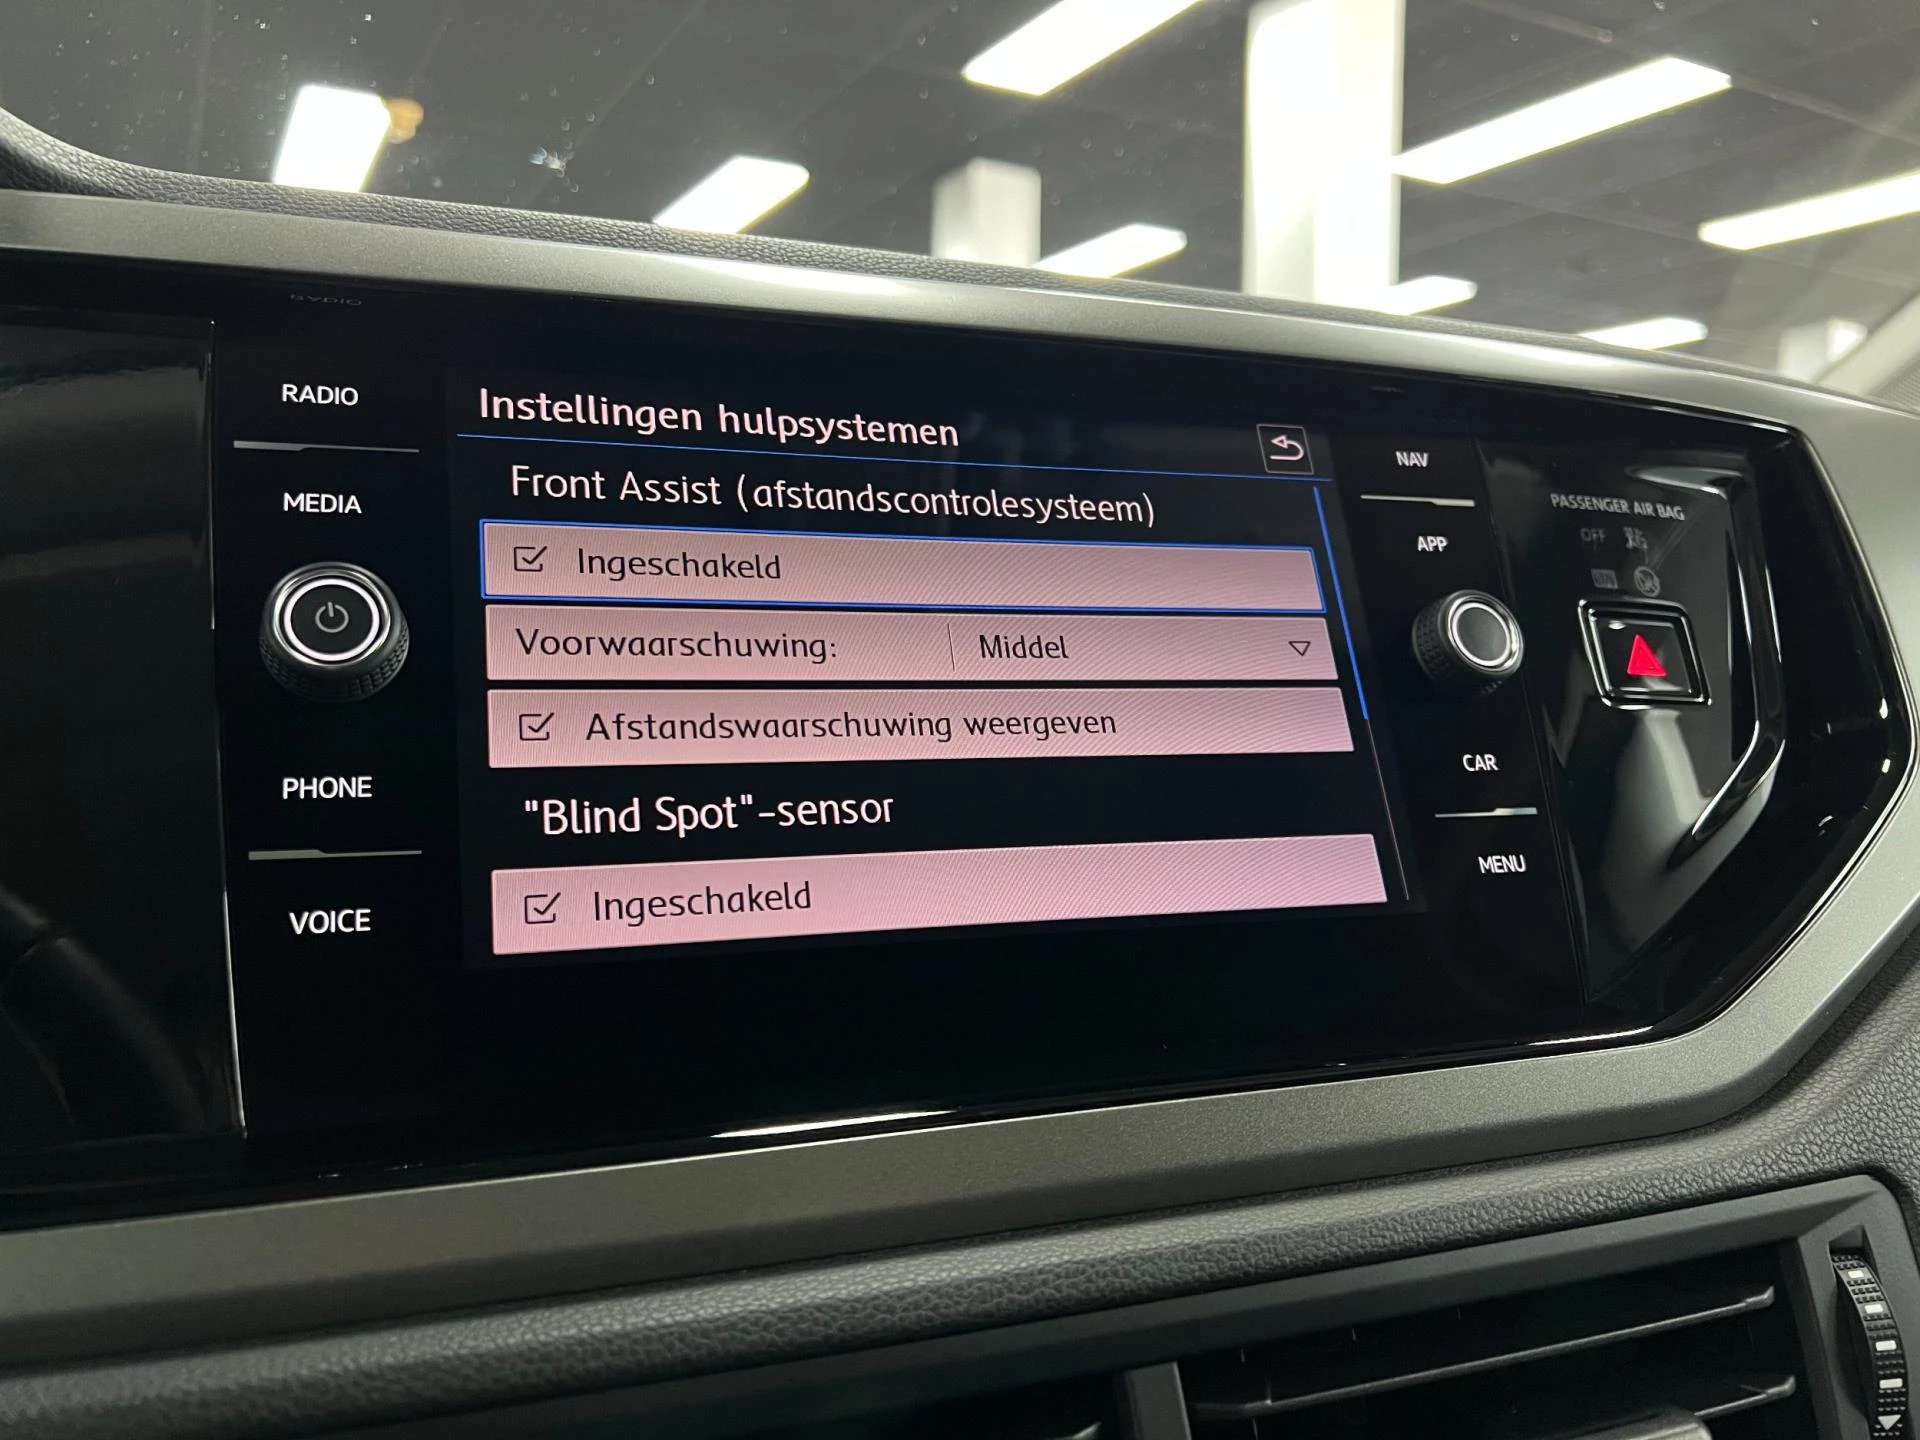 RADIO
MEDIA
PHONE
VOICE
Instellingen hulpsystemen
Front Assist (afstandscontrolesysteem)
Ingeschakeld
Voorwaarschuwing: Middel
Afstandswaarschuwing weergeven
"Blind Spot"-sensor
Ingeschakeld
NAV
APP
CAR
MENU
PASSENGER AIR BAG
OFF